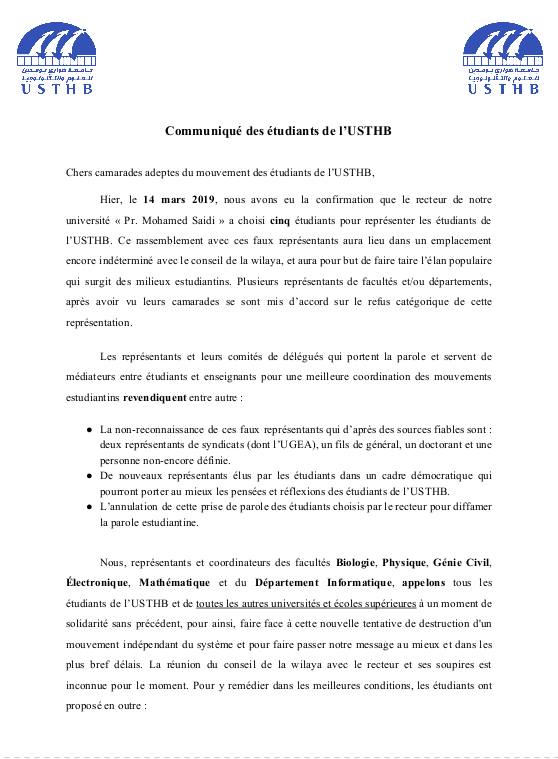 جامعة هواري بومدين
للعلوم والتكنولوجيا
USTHB
جامعة هواري بومدين
للعلوم والتكنولوجيا
USTHB
Communiqué des étudiants de l’USTHB
Chers camarades adeptes du mouvement des étudiants de l’USTHB,
Hier, le 14 mars 2019, nous avons eu la confirmation que le recteur de notre
université « Pr. Mohamed Saidi » a choisi cinq étudiants pour représenter les étudiants de
l’USTHB. Ce rassemblement avec ces faux représentants aura lieu dans un emplacement
encore indéterminé avec le conseil de la wilaya, et aura pour but de faire taire l’élan populaire
qui surgit des milieux estudiantins. Plusieurs représentants de facultés et/ou départements,
après avoir vu leurs camarades se sont mis d’accord sur le refus catégorique de cette
représentation.
Les représentants et leurs comités de délégués qui portent la parole et servent de
médiateurs entre étudiants et enseignants pour une meilleure coordination des mouvements
estudiantins revendiquent entre autre :
● La non-reconnaissance de ces faux représentants qui d’après des sources fiables sont :
deux représentants de syndicats (dont l’UGEA), un fils de général, un doctorant et une
personne non-encore définie.
● De nouveaux représentants élus par les étudiants dans un cadre démocratique qui
pourront porter au mieux les pensées et réflexions des étudiants de l’USTHB.
● L’annulation de cette prise de parole des étudiants choisis par le recteur pour diffamer
la parole estudiantine.
Nous, représentants et coordinateurs des facultés Biologie, Physique, Génie Civil,
Électronique, Mathématique et du Département Informatique, appelons tous les
étudiants de l’USTHB et de toutes les autres universités et écoles supérieures à un moment de
solidarité sans précédent, pour ainsi, faire face à cette nouvelle tentative de destruction d'un
mouvement indépendant du système et pour faire passer notre message au mieux et dans les
plus bref délais. La réunion du conseil de la wilaya avec le recteur et ses soupires est
inconnue pour le moment. Pour y remédier dans les meilleures conditions, les étudiants ont
proposé en outre :